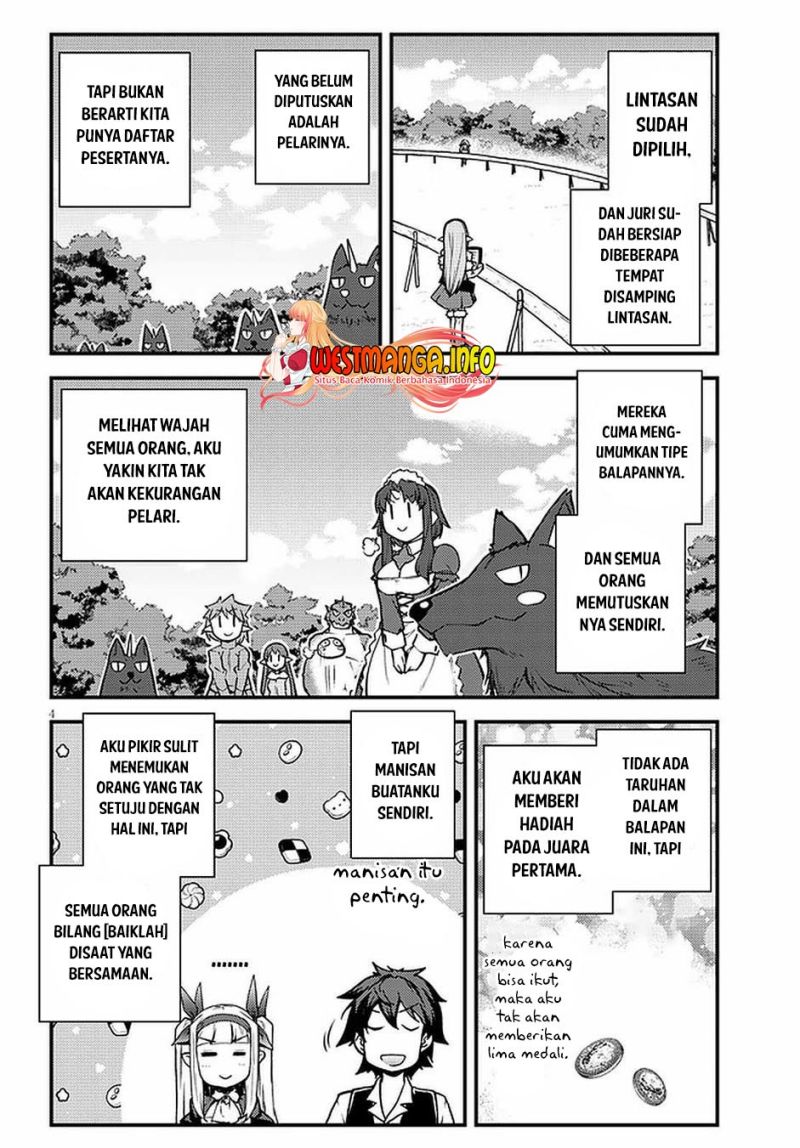 LINTASAN
SUDAH
DIPILIH,
DAN JURI SU-
DAH BERSIAP
DIBEBERAPA
TEMPAT
DISAMPING
LINTASAN.
YANG BELUM
DIPUTUSKAN
ADALAH
PELARINYA.
TAPI BUKAN
BERARTI KITA
PUNYA DAFTAR
PESERTANYA.
WESTMANGA.INFO
Situs Baca Komik Berbahasa Indonesia
MEREKA
CUMA MENG-
UMUMKAN TIPE
BALAPANNYA.
DAN SEMUA
ORANG
MEMUTUSKAN
NYA SENDIRI.
MELIHAT WAJAH
SEMUA ORANG, AKU
YAKIN KITA TAK
AKAN KEKURANGAN
PELARI.
4
TIDAK ADA
TARUHAN
DALAM
BALAPAN
INI, TAPI
AKU AKAN
MEMBERI
HADIAH
PADA JUARA
PERTAMA.
karena
semua orang
bisa ikut,
maka aku
tak akan
memberikan
lima medali.
TAPI
MANISAN
BUATANKU
SENDIRI.
manisan itu
penting.
AKU PIKIR SULIT
MENEMUKAN
ORANG YANG TAK
SETUJU DENGAN
HAL INI, TAPI
SEMUA ORANG
BILANG [BAIKLAH]
DISAAT YANG
BERSAMAAN.
.......